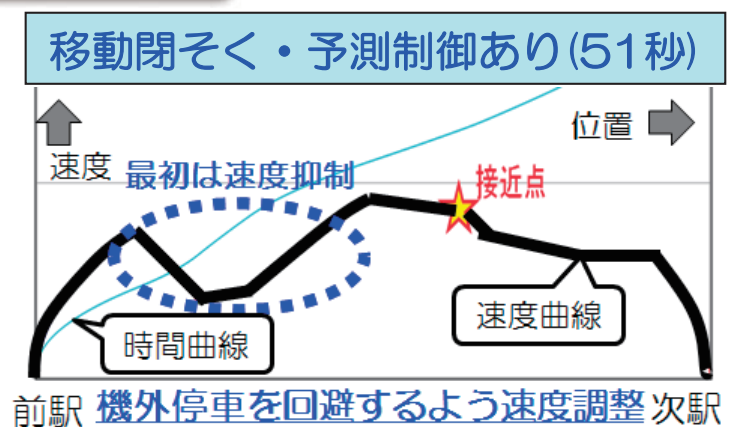 移動閉そく・予測制御あり(51秒)
位置
速度
最初は速度抑制
接近点
速度曲線
時間曲線
前駅 機外停車を回避するよう速度調整 次駅